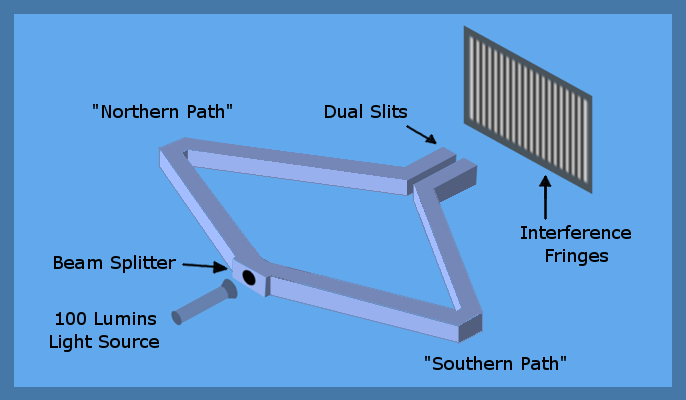 "Northern Path"
Dual Slits
Interference
Fringes
Beam Splitter
100 Lumins
Light Source
"Southern Path"